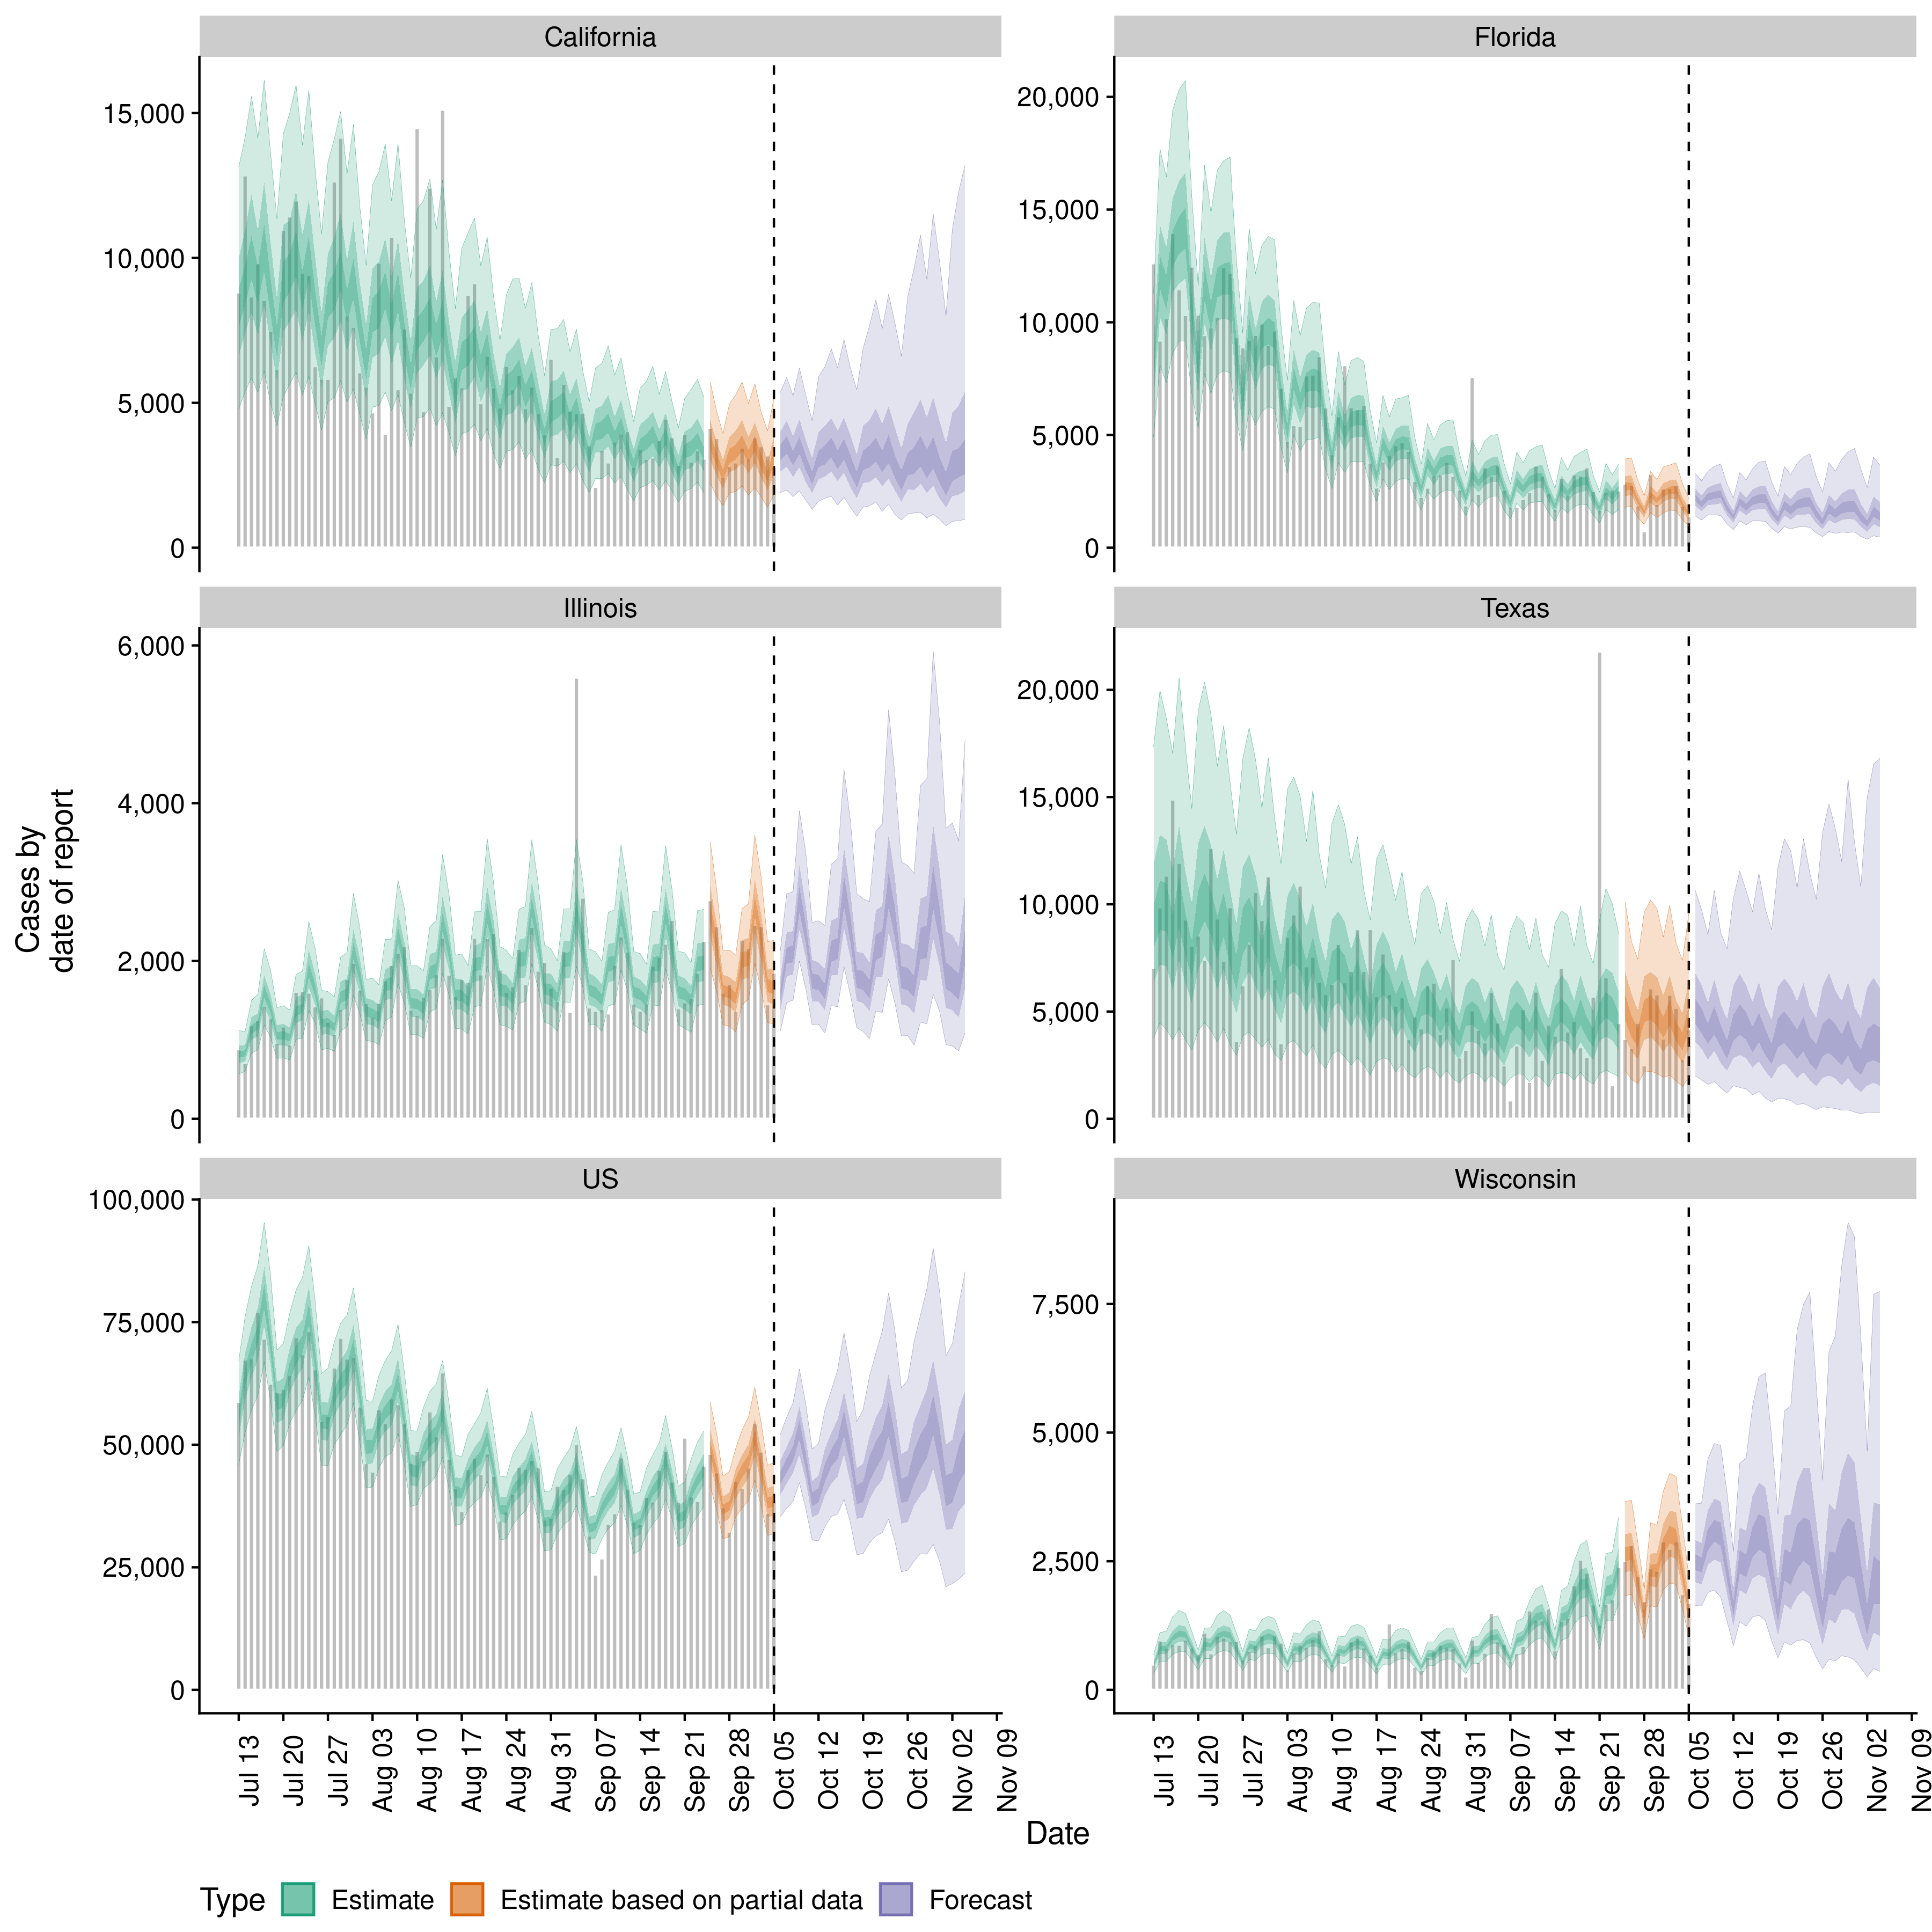 California
Florida
15,000
10,000
5,000
0
20,000
15,000
10,000
5,000
0
Illinois
Texas
6,000
4,000
2,000
0
20,000
15,000
10,000
5,000
0
Cases by
date of report
US
Wisconsin
100,000
75,000
50,000
25,000
0
7,500
5,000
2,500
0
Jul 13
Jul 20
Jul 27
Aug 03
Aug 10
Aug 17
Aug 24
Aug 31
Sep 07
Sep 14
Sep 21
Sep 28
Oct 05
Oct 12
Oct 19
Oct 26
Nov 02
Nov 09
Jul 13
Jul 20
Jul 27
Aug 03
Aug 10
Aug 17
Aug 24
Aug 31
Sep 07
Sep 14
Sep 21
Sep 28
Oct 05
Oct 12
Oct 19
Oct 26
Nov 02
Nov 09
Date
Type Estimate Estimate based on partial data Forecast